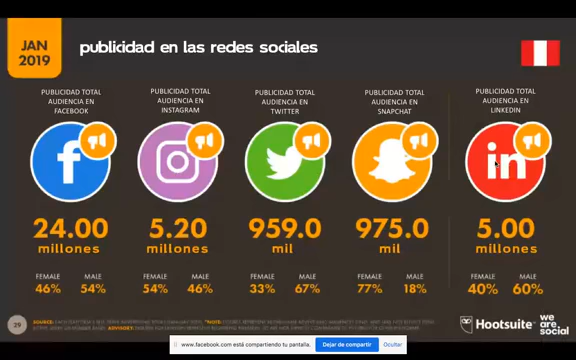 JAN
2019
publicidad en las redes sociales
PUBLICIDAD TOTAL
AUDIENCIA EN
FACEBOOK
24.00
millones
FEMALE MALE
46% 54%
PUBLICIDAD TOTAL
AUDIENCIA EN
INSTAGRAM
5.20
millones
FEMALE MALE
54% 46%
PUBLICIDAD TOTAL
AUDIENCIA EN
TWITTER
959.0
mil
FEMALE MALE
33% 67%
PUBLICIDAD TOTAL
AUDIENCIA EN
SNAPCHAT
975.0
mil
FEMALE MALE
77% 18%
PUBLICIDAD TOTAL
AUDIENCIA EN
LINKEDIN
in
5.00
millones
FEMALE MALE
40% 60%
29
SOURCE:
Hootsuite
we
are.
social
www.facebook.com está compartiendo tu pantalla.
Dejar de compartir
Ocultar